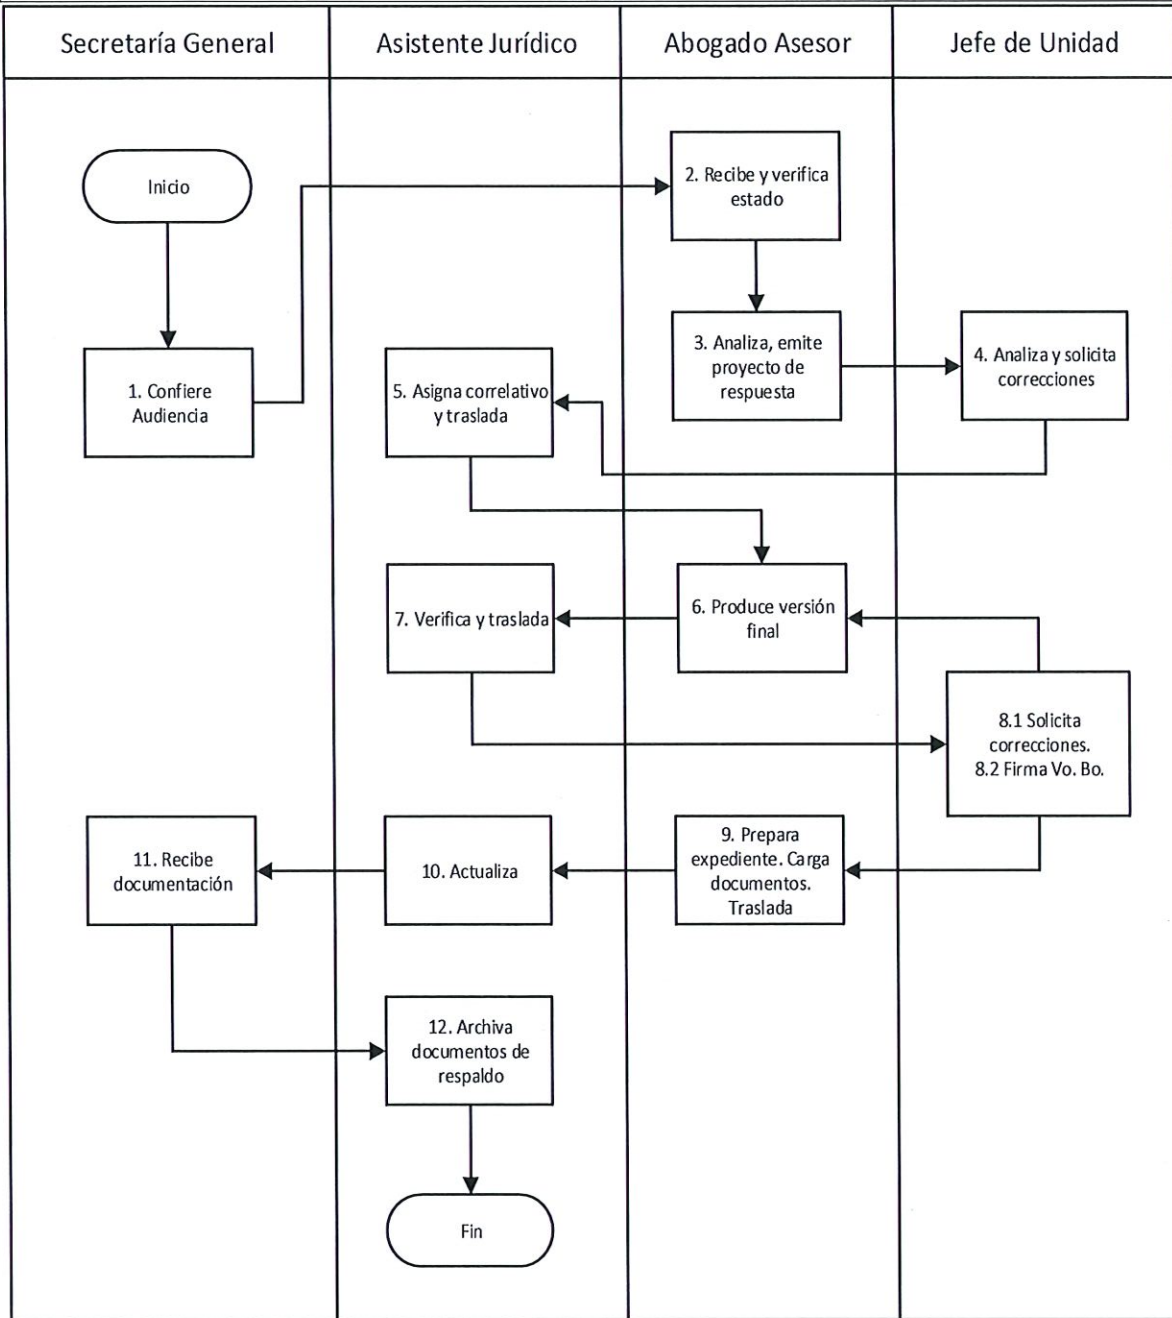 Secretaría General
Asistente Jurídico
Abogado Asesor
Jefe de Unidad
Inicio
2. Recibe y verifica
estado
1. Confiere
Audiencia
5. Asigna correlativo
y traslada
3. Analiza, emite
proyecto de
respuesta
4. Analiza y solicita
correcciones
7. Verifica y traslada
6. Produce versión
final
8.1 Solicita
correcciones.
8.2 Firma Vo. Bo.
11. Recibe
documentación
10. Actualiza
9. Prepara
expediente. Carga
documentos.
Traslada
12. Archiva
documentos de
respaldo
Fin